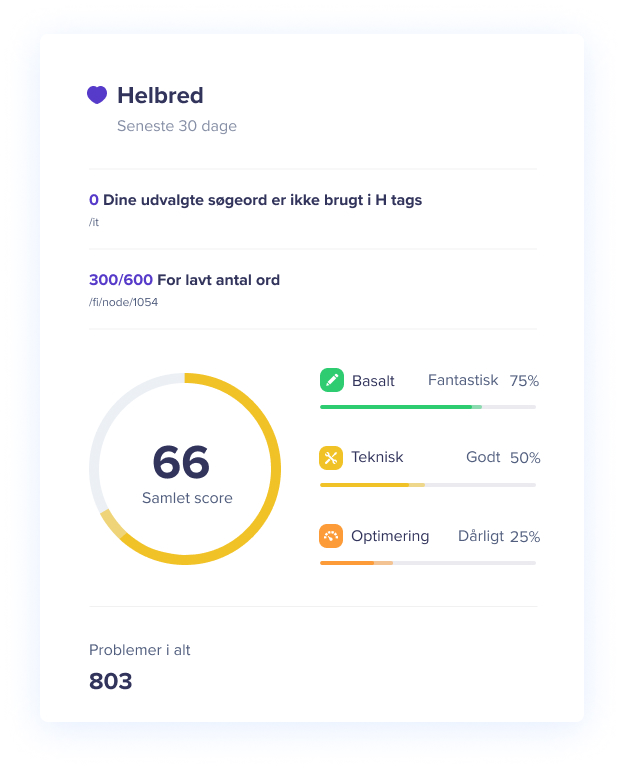 Helbred
Seneste 30 dage
0 Dine udvalgte søgeord er ikke brugt i H tags
/it
300/600 For lavt antal ord
/fi/node/1054
66
Samlet score
Basalt Fantastisk 75%
Teknisk Godt 50%
Optimering Dårligt 25%
Problemer i alt
803